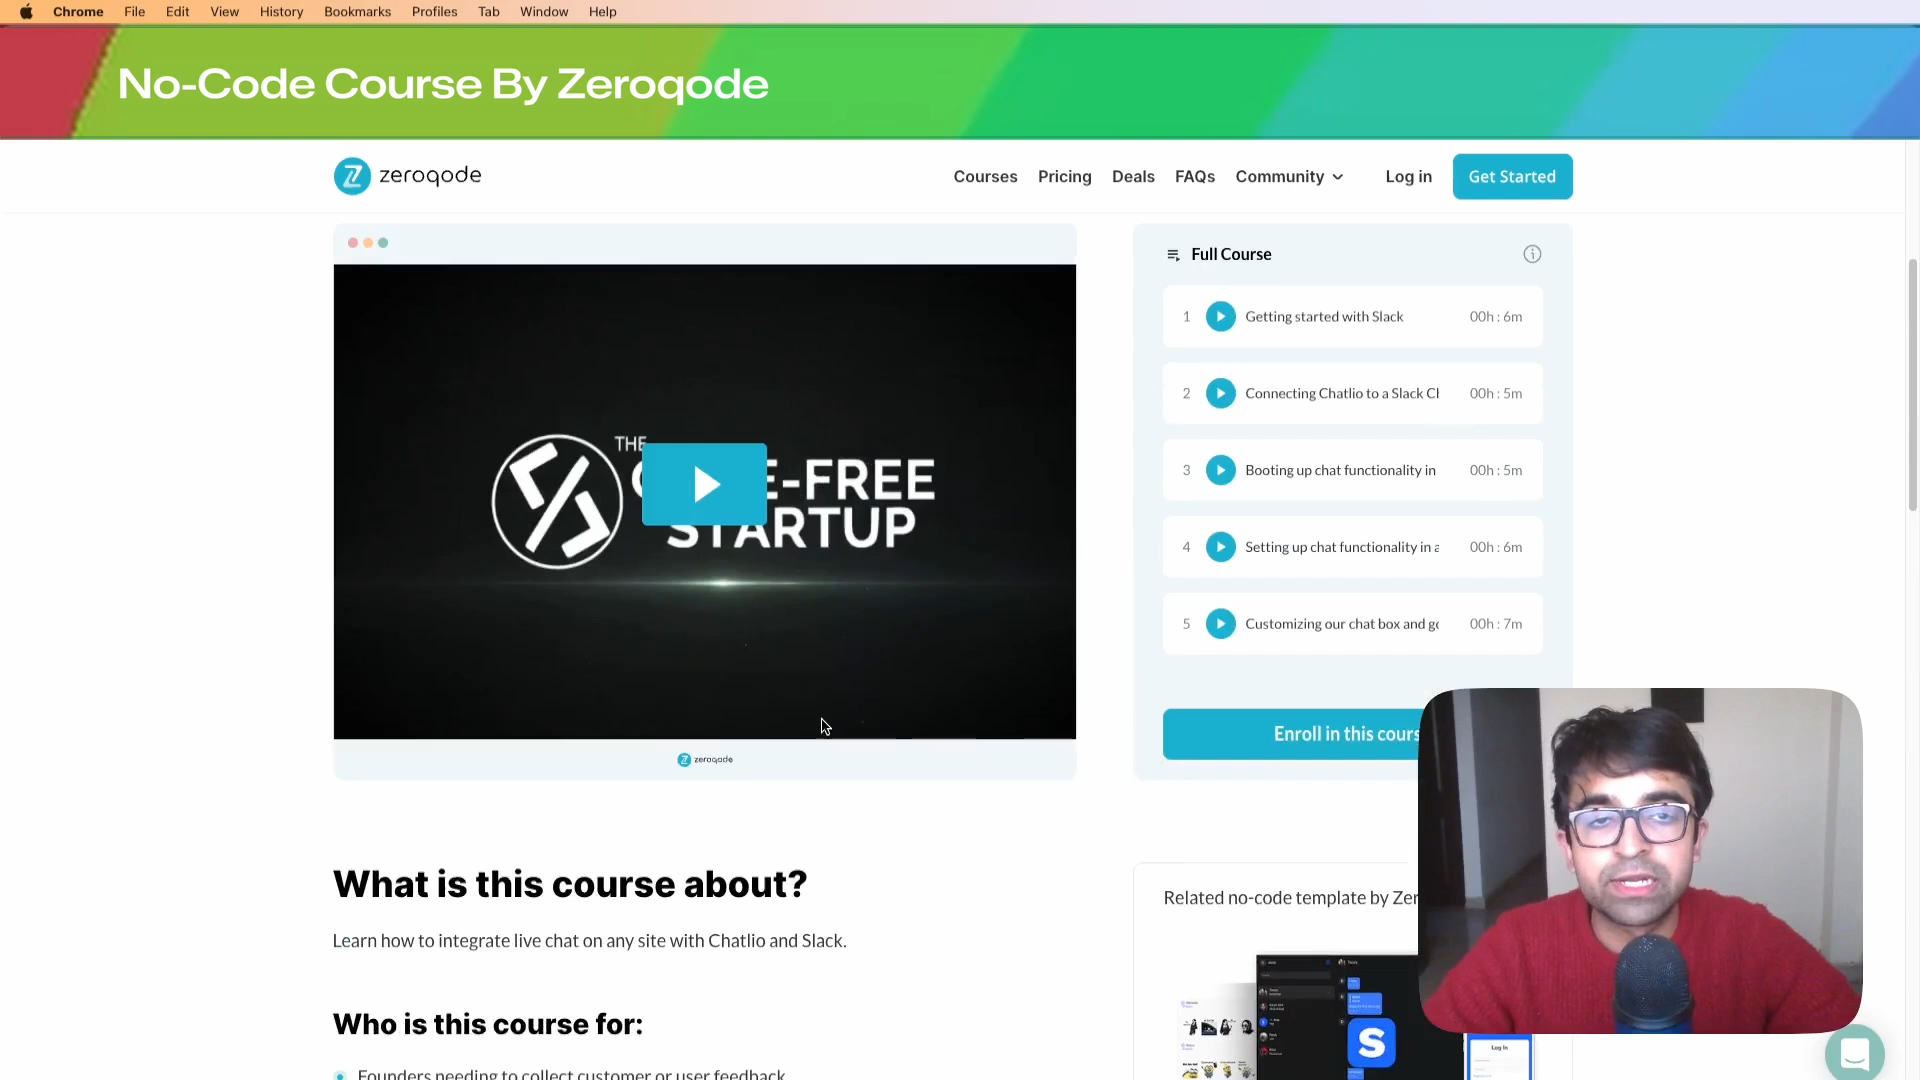 Chrome File Edit View History Bookmarks Profiles Tab Window Help
No-Code Course By Zeroqode
zeroqode
Courses Pricing Deals FAQs Community Log in Get Started
THE
E-FREE
STARTUP
zeroqode
Full Course
1 Getting started with Slack 00h : 6m
2 Connecting Chatlio to a Slack Cl 00h : 5m
3 Booting up chat functionality in 00h : 5m
4 Setting up chat functionality in a 00h : 6m
5 Customizing our chat box and go 00h : 7m
Enroll in this cours
What is this course about?
Learn how to integrate live chat on any site with Chatlio and Slack.
Who is this course for:
Founders needing to collect customer or user feedback
Related no-code template by Zer
S
Log In